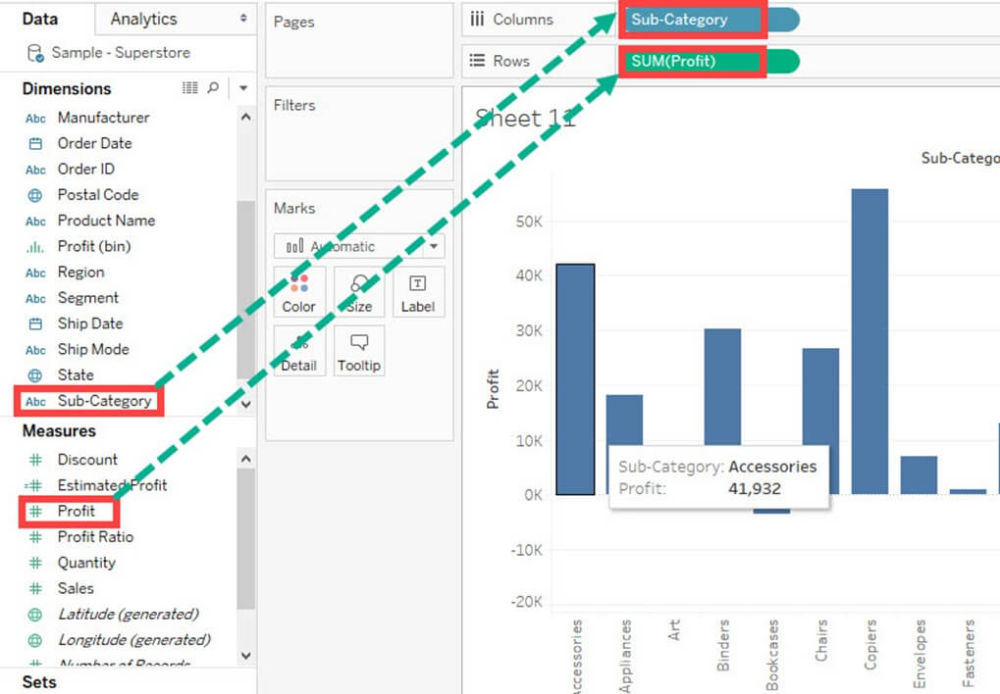 Data
Analytics
Sample - Superstore
Dimensions
Abc Manufacturer
Order Date
Abc Order ID
Postal Code
Abc Product Name
Profit (bin)
Abc Region
Abc Segment
Ship Date
Abc Ship Mode
State
Abc Sub-Category
Measures
# Discount
=# Estimated Profit
# Profit
# Profit Ratio
# Quantity
# Sales
Latitude (generated)
Longitude (generated)
# Number of Records
Sets
Pages
Filters
Marks
Automatic
Color
Size
T
Label
Detail
Tooltip
Columns
Sub-Category
Rows
SUM(Profit)
Sheet 11
Sub-Catego
Profit
50K
40K
30K
20K
10K
0K
-10K
-20K
Sub-Category: Accessories
Profit: 41,932
Accessories
Appliances
Art
Binders
Bookcases
Chairs
Copiers
Envelopes
Fasteners